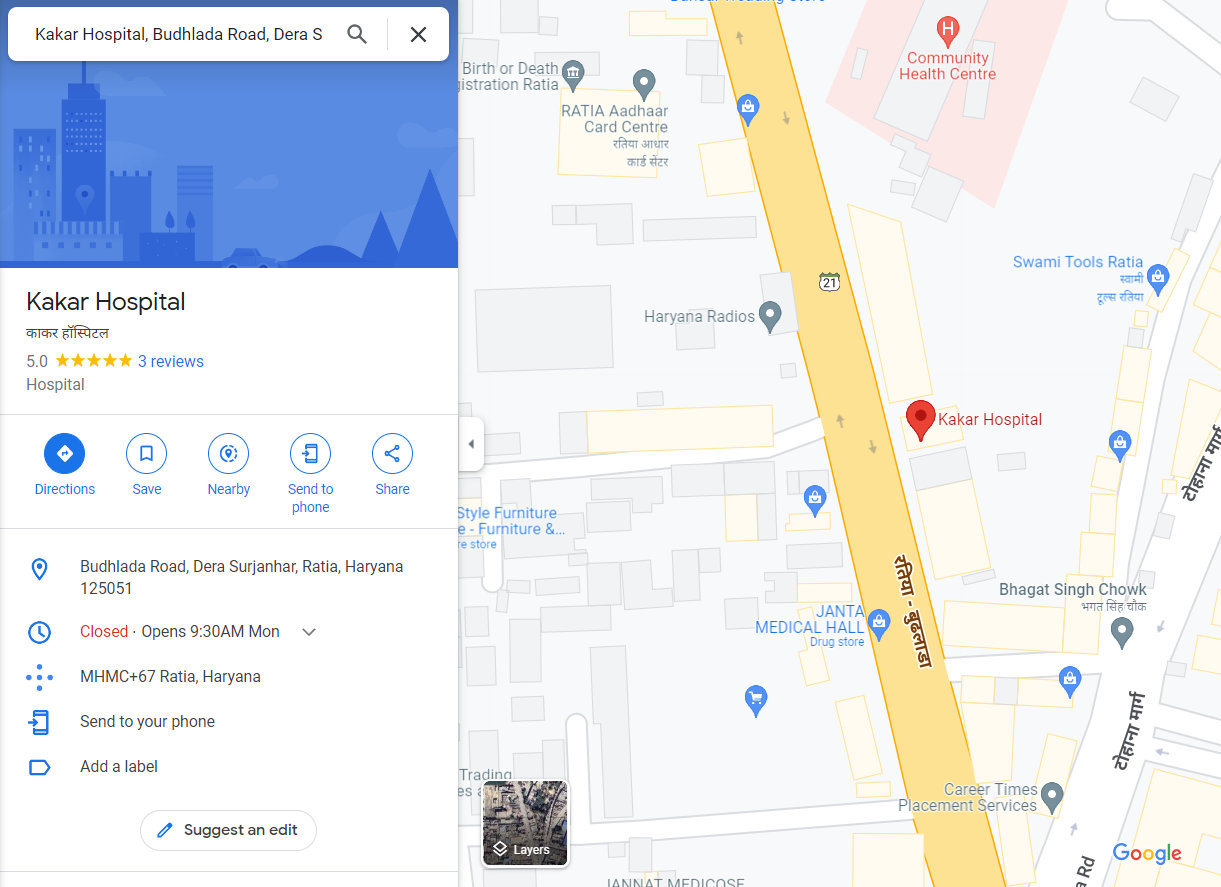 Kakar Hospital, Budhlada Road, Dera S
Kakar Hospital
काकर हॉस्पिटल
5.0
3 reviews
Hospital
Directions
Save
Nearby
Send to
phone
Share
Budhlada Road, Dera Surjanhar, Ratia, Haryana
125051
Closed · Opens 9:30AM Mon
MHMC+67 Ratia, Haryana
Send to your phone
Add a label
Suggest an edit
Birth or Death
gistration Ratia
RATIA Aadhaar
Card Centre
रतिया आधार
कार्ड सेंटर
H
Community
Health Centre
21
Swami Tools Ratia
स्वामी
टूल्स रतिया
Haryana Radios
Kakar Hospital
टोहाना मार्ग
Style Furniture
e - Furniture &...
re store
रतिया - बुढलाडा
Bhagat Singh Chowk
भगत सिंह चौक
JANTA
MEDICAL HALL
Drug store
टोहाना मार्ग
Trading
Career Times
Placement Services
Layers
Google
a Rd
JANNAT MEDICOSE